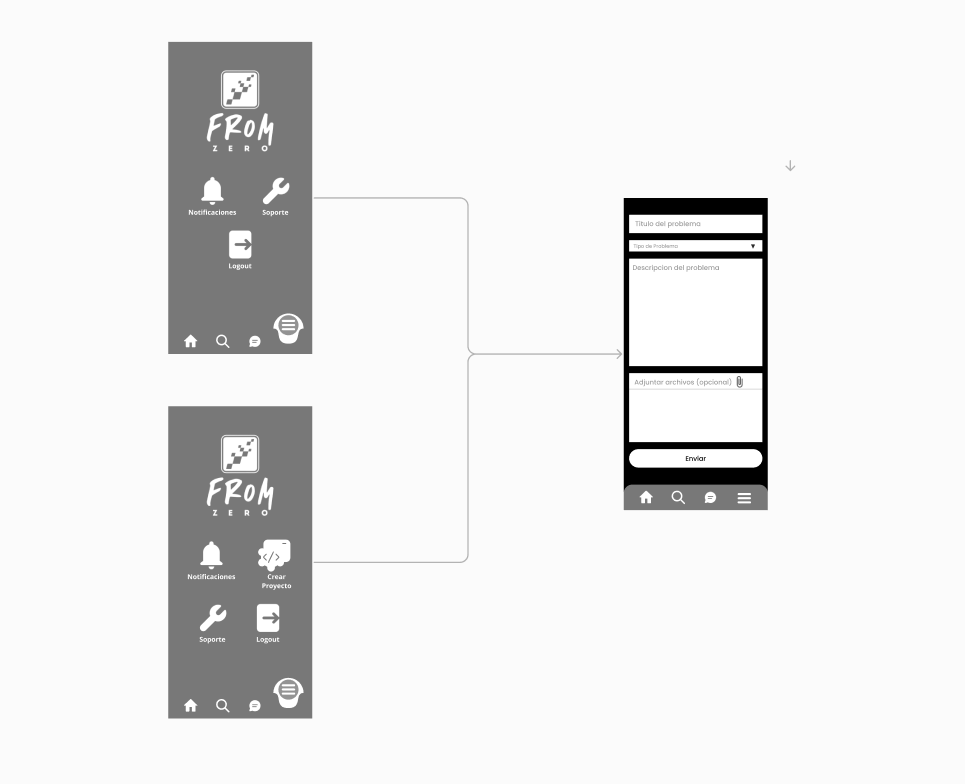 FROM
ZERO
Notificaciones
Soporte
Logout
FROM
ZERO
Notificaciones
Crear
Proyecto
Soporte
Logout
Titulo del problema
Tipo de Problema
Descripcion del problema
Adjuntar archivos (opcional)
Enviar